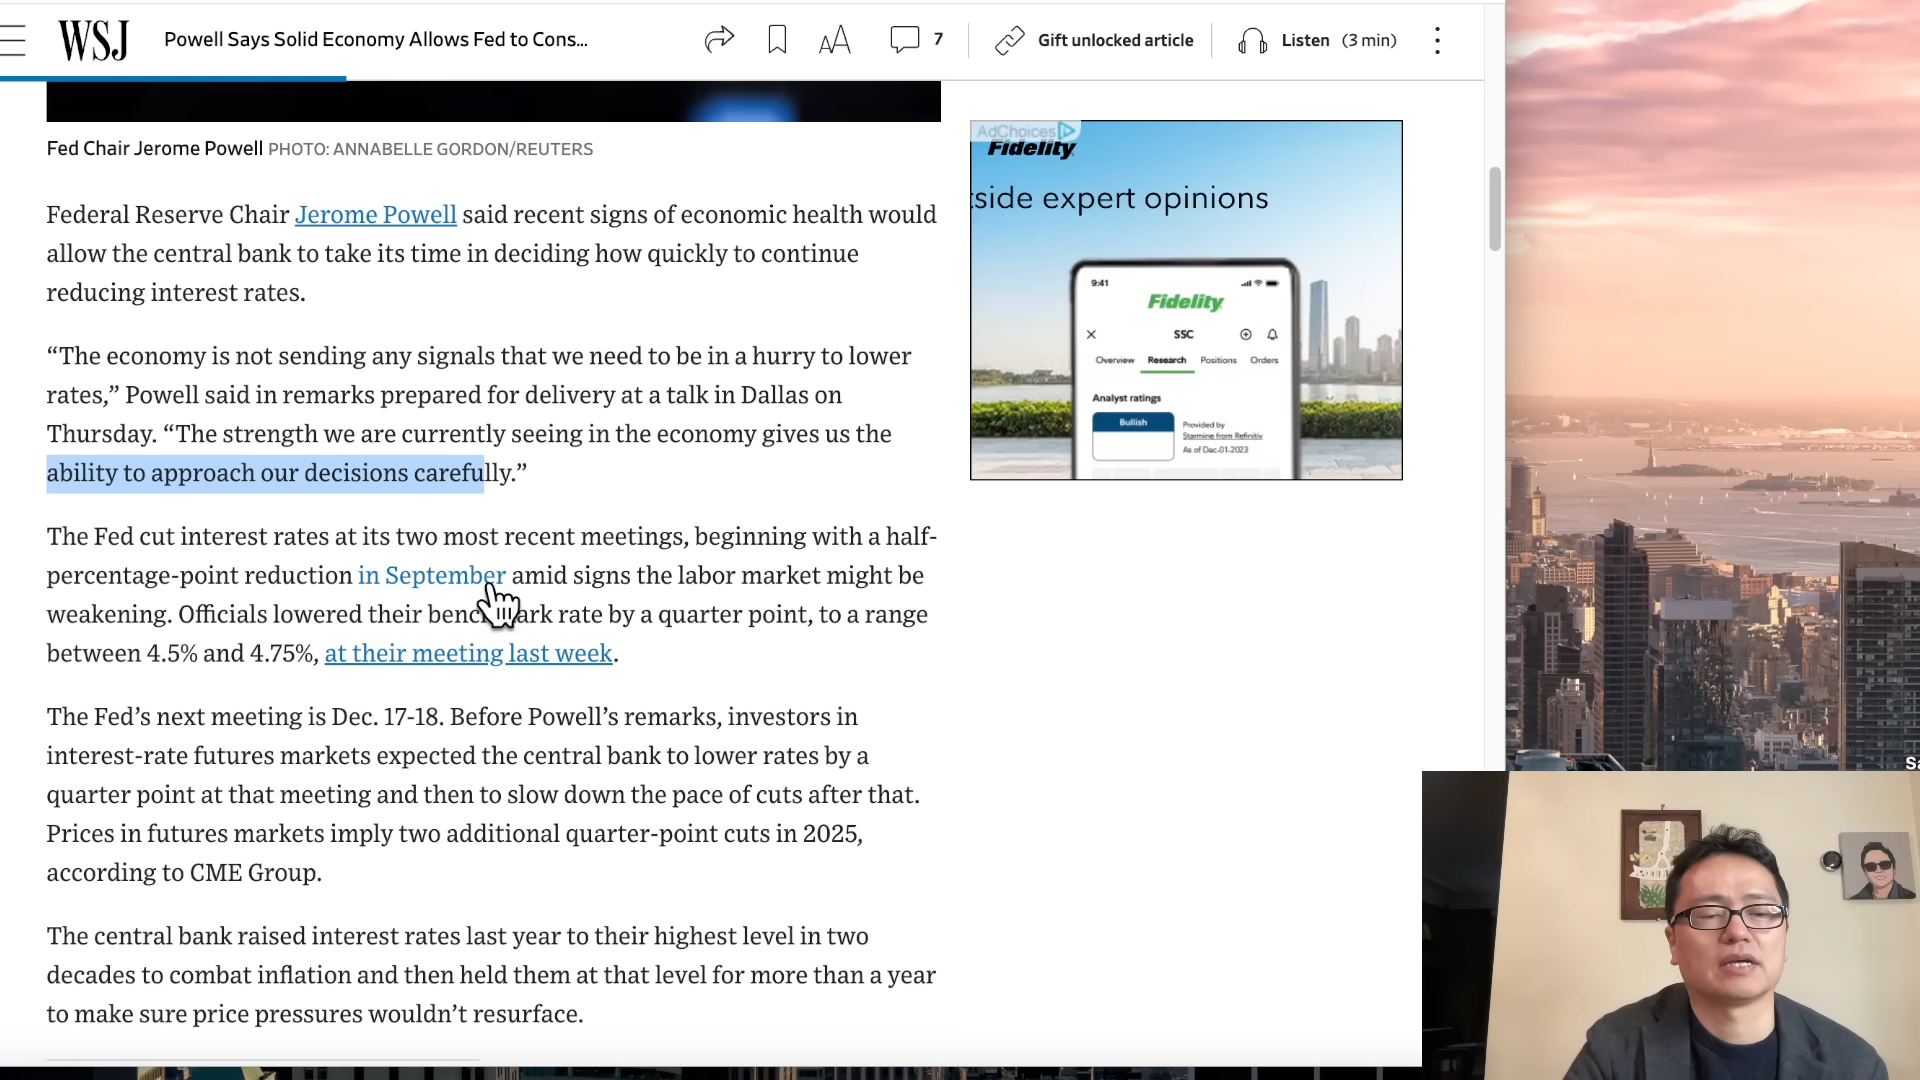 WSJ
Powell Says Solid Economy Allows Fed to Cons...
7
Gift unlocked article
Listen (3 min)
Fed Chair Jerome Powell PHOTO: ANNABELLE GORDON/REUTERS
Federal Reserve Chair Jerome Powell said recent signs of economic health would
allow the central bank to take its time in deciding how quickly to continue
reducing interest rates.
“The economy is not sending any signals that we need to be in a hurry to lower
rates,” Powell said in remarks prepared for delivery at a talk in Dallas on
Thursday. “The strength we are currently seeing in the economy gives us the
ability to approach our decisions carefully.”
The Fed cut interest rates at its two most recent meetings, beginning with a half-
percentage-point reduction in September amid signs the labor market might be
weakening. Officials lowered their benchmark rate by a quarter point, to a range
between 4.5% and 4.75%, at their meeting last week.
The Fed’s next meeting is Dec. 17-18. Before Powell’s remarks, investors in
interest-rate futures markets expected the central bank to lower rates by a
quarter point at that meeting and then to slow down the pace of cuts after that.
Prices in futures markets imply two additional quarter-point cuts in 2025,
according to CME Group.
The central bank raised interest rates last year to their highest level in two
decades to combat inflation and then held them at that level for more than a year
to make sure price pressures wouldn’t resurface.
AdChoices
Fidelity
side expert opinions
9:41
Fidelity
SSC
Overview Research Positions Orders
Analyst ratings
Bullish
Provided by
Starmine from Refinitiv
As of Dec-01-2023